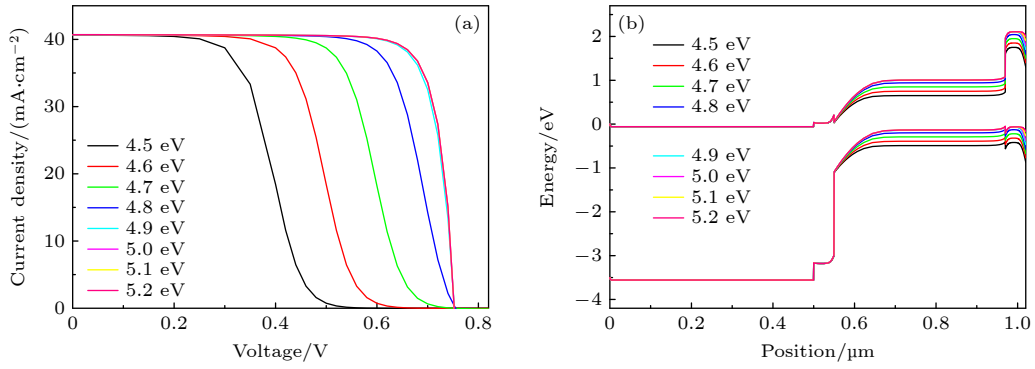 (a)
Current density/(mA·cm−2)
40
30
20
10
0
4.5 eV
4.6 eV
4.7 eV
4.8 eV
4.9 eV
5.0 eV
5.1 eV
5.2 eV
0
0.2
0.4
0.6
0.8
Voltage/V
(b)
Energy/eV
2
1
0
−1
−2
−3
−4
4.5 eV
4.6 eV
4.7 eV
4.8 eV
4.9 eV
5.0 eV
5.1 eV
5.2 eV
0
0.2
0.4
0.6
0.8
1.0
Position/μm